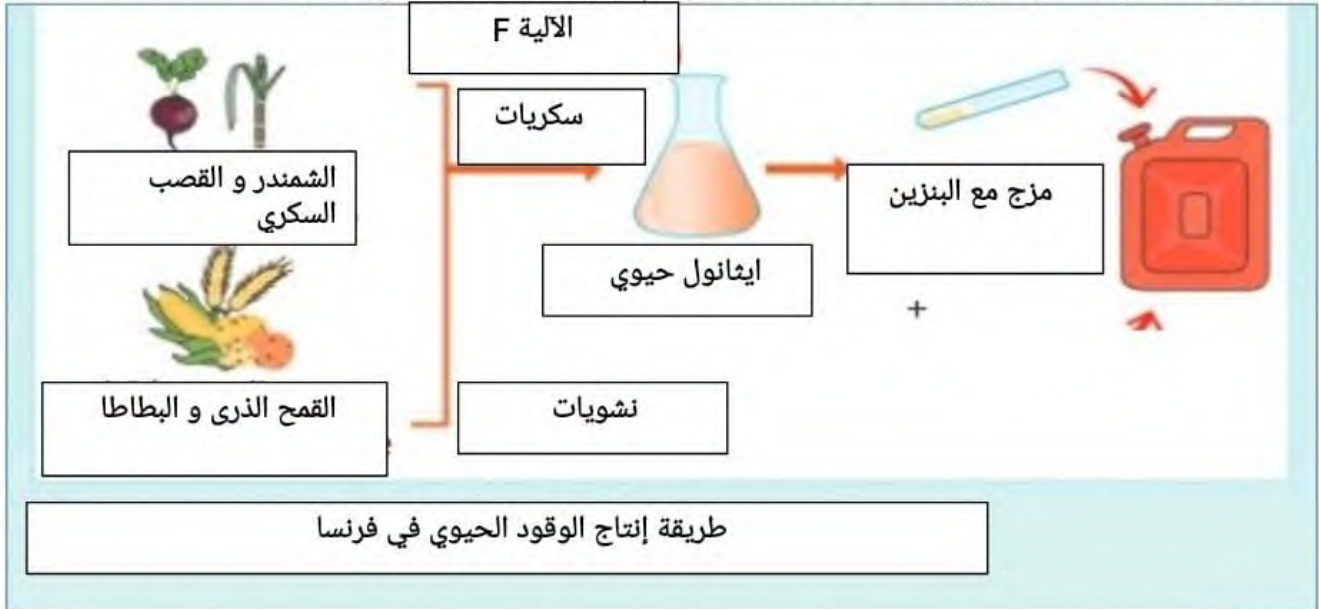 الآلية F
سكريات
الشمندر و القصب
السكري
مزج مع البنزين
ايثانول حيوي
+
القمح الذرى و البطاطا
نشويات
طريقة إنتاج الوقود الحيوي في فرنسا